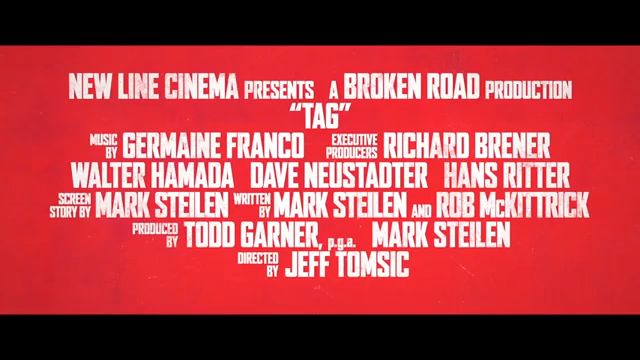 NEW LINE CINEMA PRESENTS A BROKEN ROAD PRODUCTION
“TAG”
MUSIC BY GERMAINE FRANCO EXECUTIVE PRODUCERS RICHARD BRENER
WALTER HAMADA DAVE NEUSTADTER HANS RITTER
SCREEN STORY BY MARK STEILEN WRITTEN BY MARK STEILEN AND ROB McKITTRICK
PRODUCED BY TODD GARNER, p.g.a. MARK STEILEN
DIRECTED BY JEFF TOMSIC